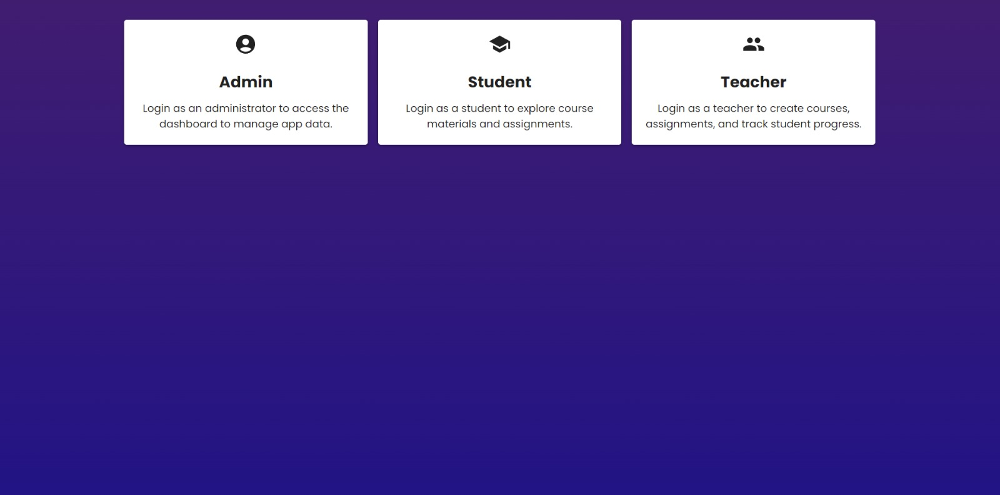 Admin
Login as an administrator to access the
dashboard to manage app data.
Student
Login as a student to explore course
materials and assignments.
Teacher
Login as a teacher to create courses,
assignments, and track student progress.